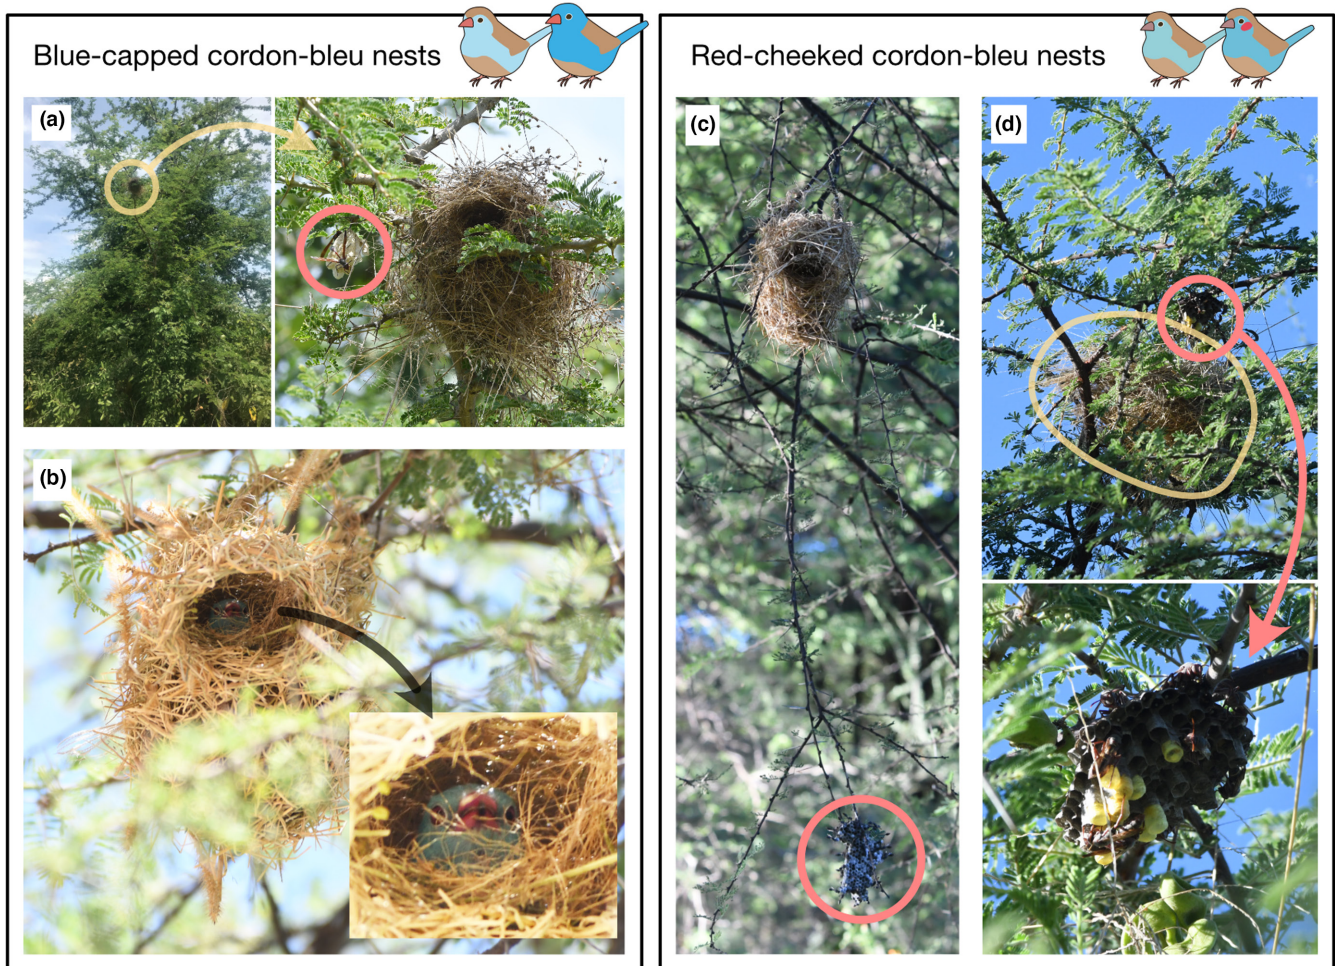 Blue-capped cordon-bleu nests
(a)
(b)
Red-cheeked cordon-bleu nests
(c)
(d)